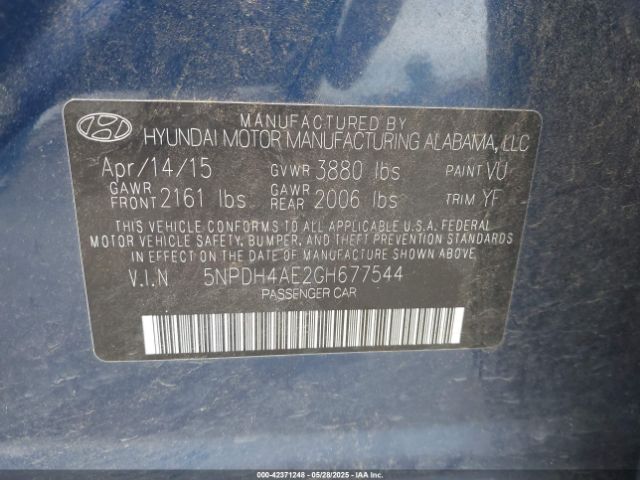 MANUFACTURED BY
HYUNDAI MOTOR MANUFACTURING ALABAMA, LLC
Apr/14/15 GVWR 3880 lbs PAINT VU
GAWR FRONT 2161 lbs GAWR REAR 2006 lbs TRIM YF
THIS VEHICLE CONFORMS TO ALL APPLICABLE U.S.A. FEDERAL
MOTOR VEHICLE SAFETY, BUMPER, AND THEFT PREVENTION
STANDARDS IN EFFECT ON THE DATE OF MANUFACTURE SHOWN ABOVE.
V.I.N 5NPDH4AE2GH677544
PASSENGER CAR
000-42371248 - 05/28/2025 - IAAI.COM